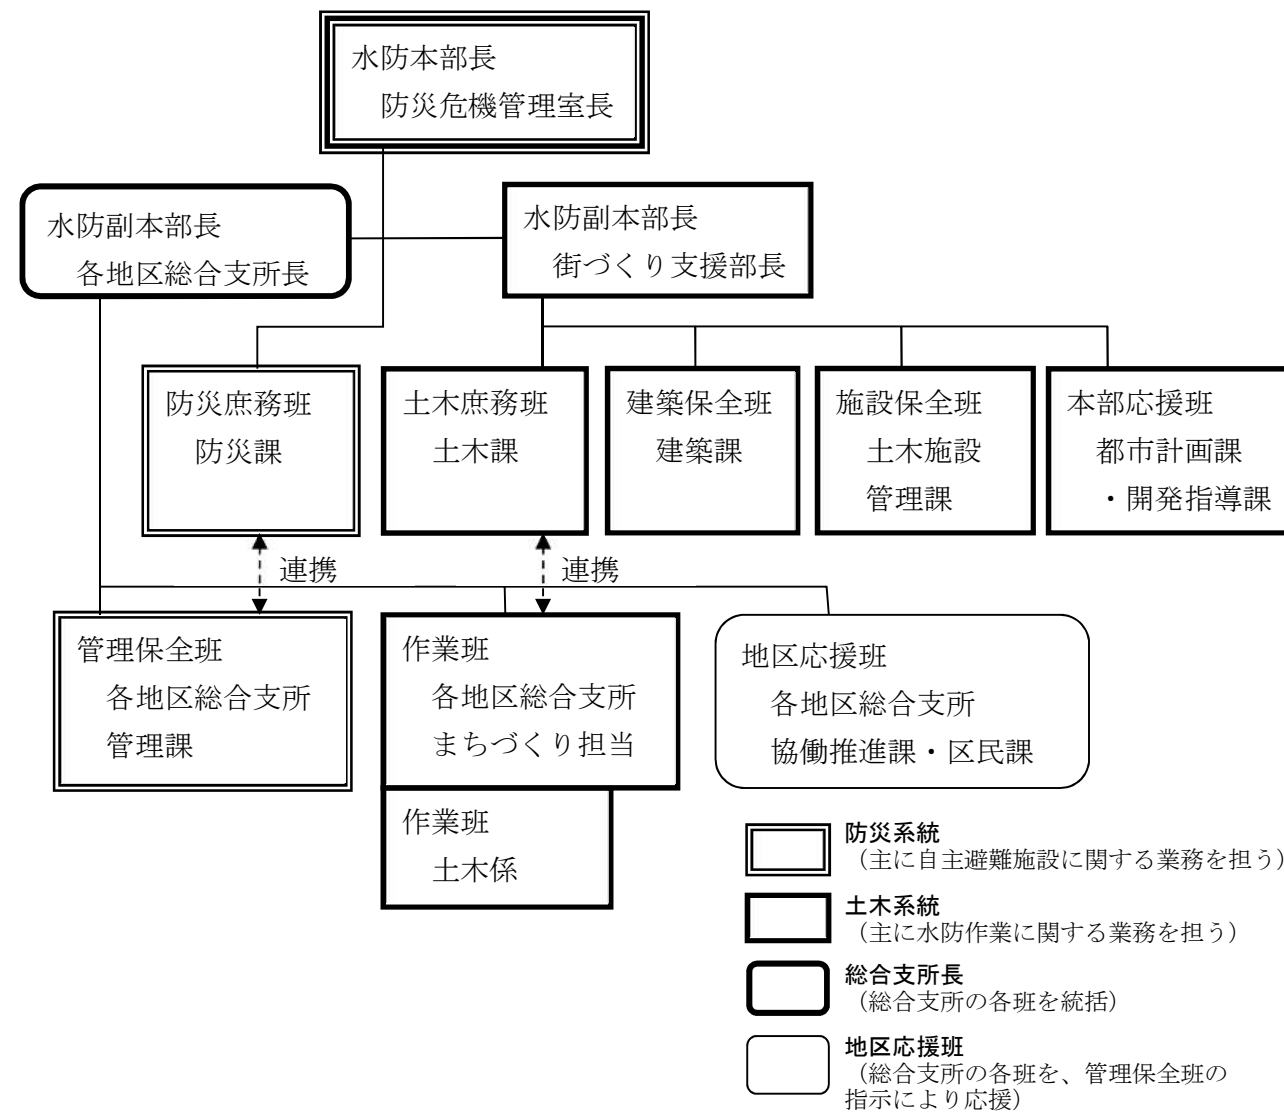 水防本部長
防災危機管理室長
水防副本部長
各地区総合支所長
水防副本部長
街づくり支援部長
防災庶務班
防災課
土木庶務班
土木課
建築保全班
建築課
施設保全班
土木施設
管理課
本部応援班
都市計画課
・開発指導課
連携
連携
管理保全班
各地区総合支所
管理課
作業班
各地区総合支所
まちづくり担当
作業班
土木係
地区応援班
各地区総合支所
協働推進課・区民課
防災系統
（主に自主避難施設に関する業務を担う）
土木系統
（主に水防作業に関する業務を担う）
総合支所長
（総合支所の各班を統括）
地区応援班
（総合支所の各班を、管理保全班の
指示により応援）